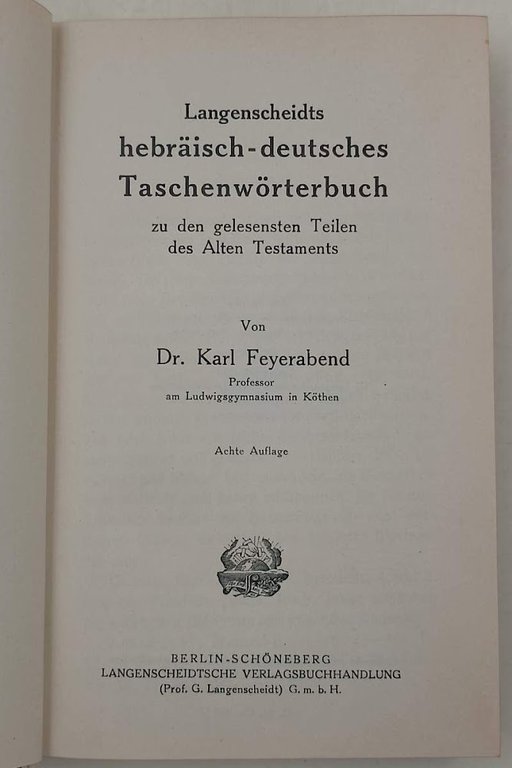 Langenscheidts
hebräisch-deutsches
Taschenwörterbuch
zu den gelesensten Teilen
des Alten Testaments
Von
Dr. Karl Feyerabend
Professor
am Ludwigsgymnasium in Köthen
Achte Auflage
BERLIN-SCHÖNEBERG
LANGENSCHEIDTSCHE VERLAGSBUCHHANDLUNG
(Prof. G. Langenscheidt) G. m. b. H.